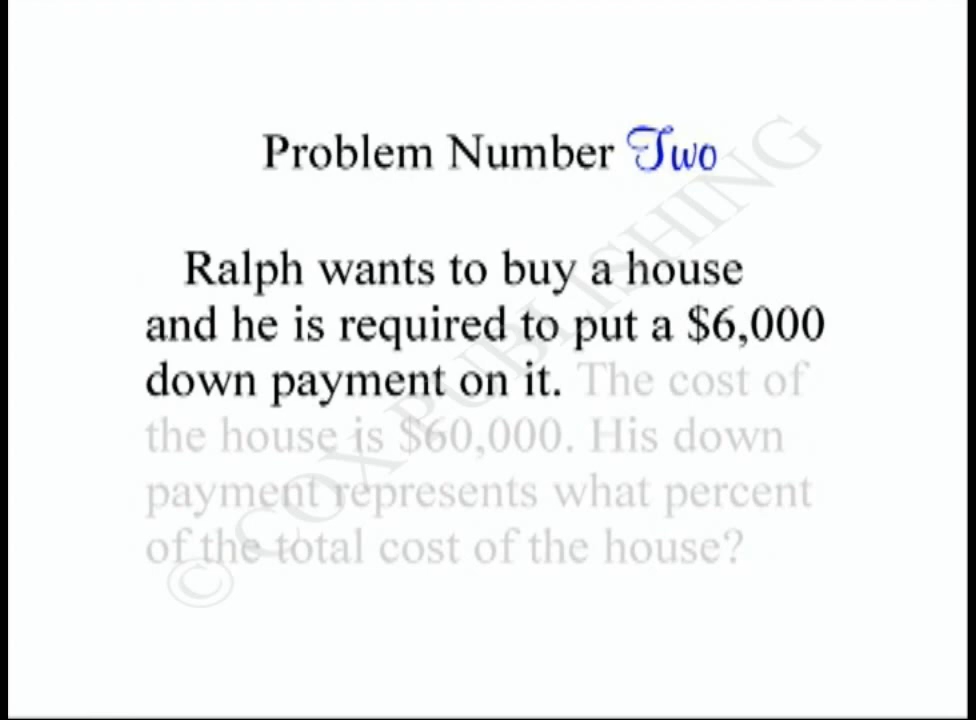 Problem Number Two
Ralph wants to buy a house
and he is required to put a $6,000
down payment on it. The cost of
the house is $60,000. His down
payment represents what percent
of the total cost of the house?
© COX PUBLISHING